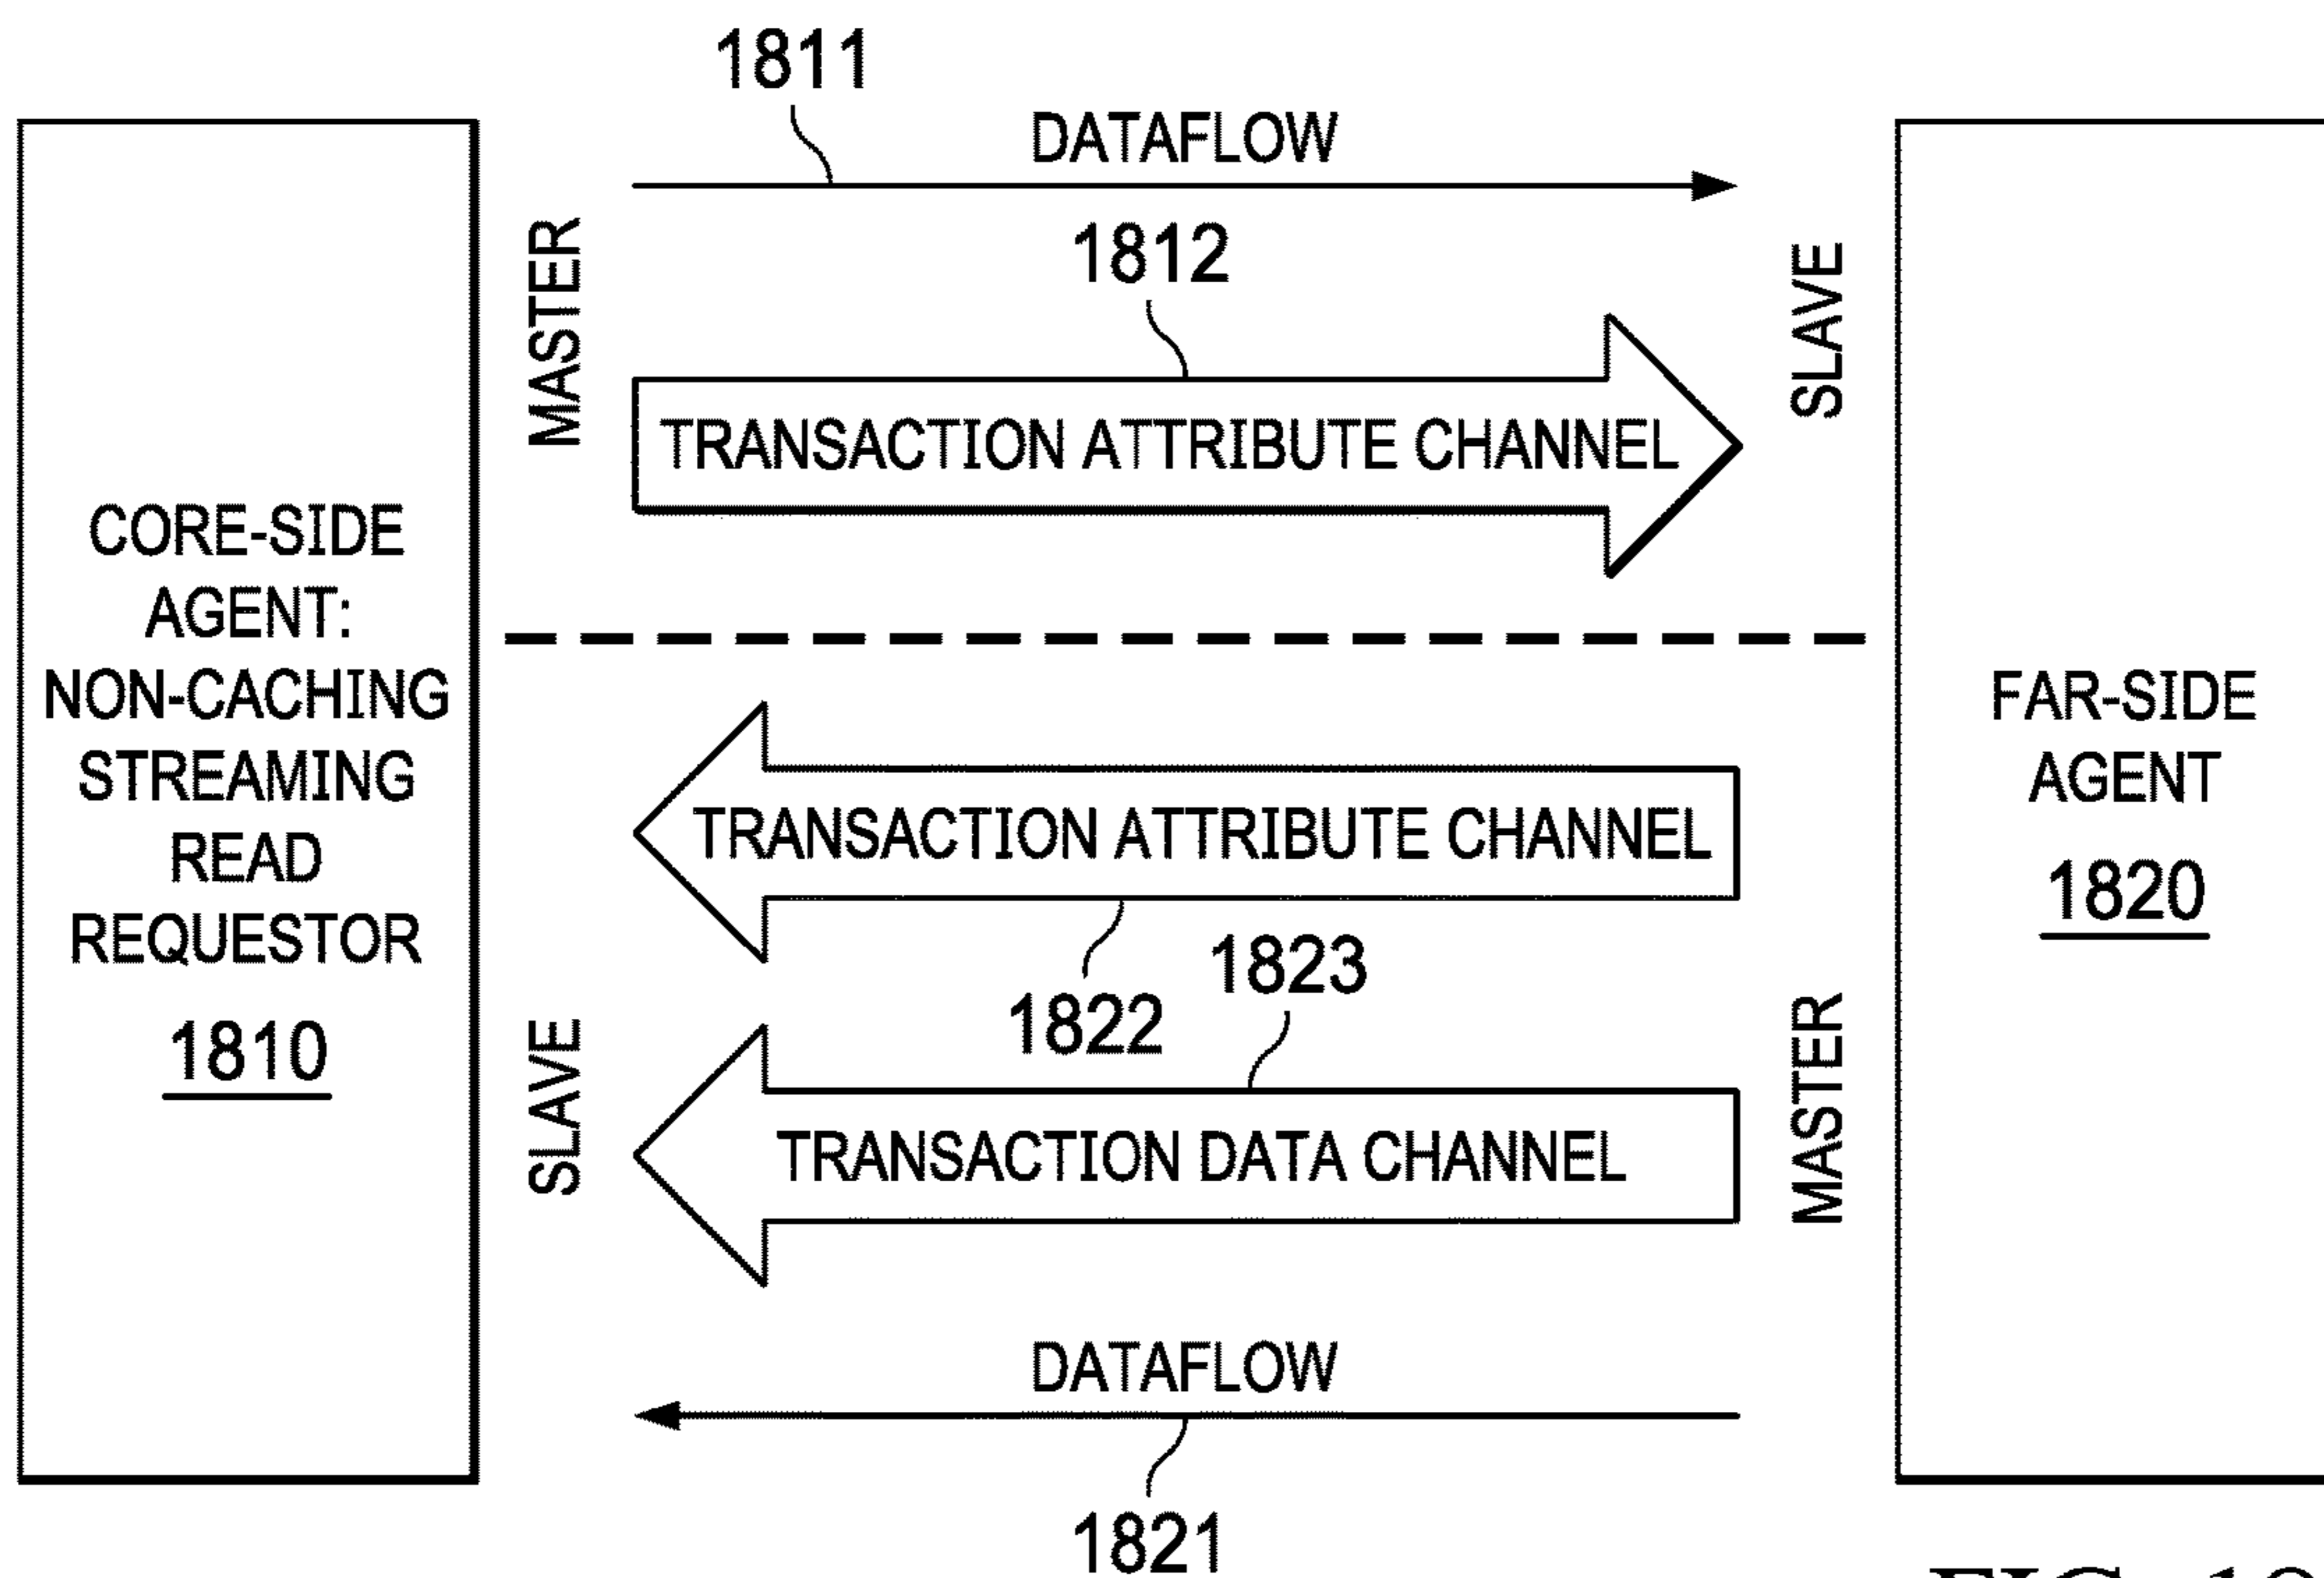 1811
DATAFLOW
MASTER
1812
SLAVE
TRANSACTION ATTRIBUTE CHANNEL
CORE-SIDE
AGENT:
NON-CACHING
STREAMING
READ
REQUESTOR
1810
TRANSACTION ATTRIBUTE CHANNEL
FAR-SIDE
AGENT
1820
1822
1823
SLAVE
TRANSACTION DATA CHANNEL
MASTER
DATAFLOW
1821